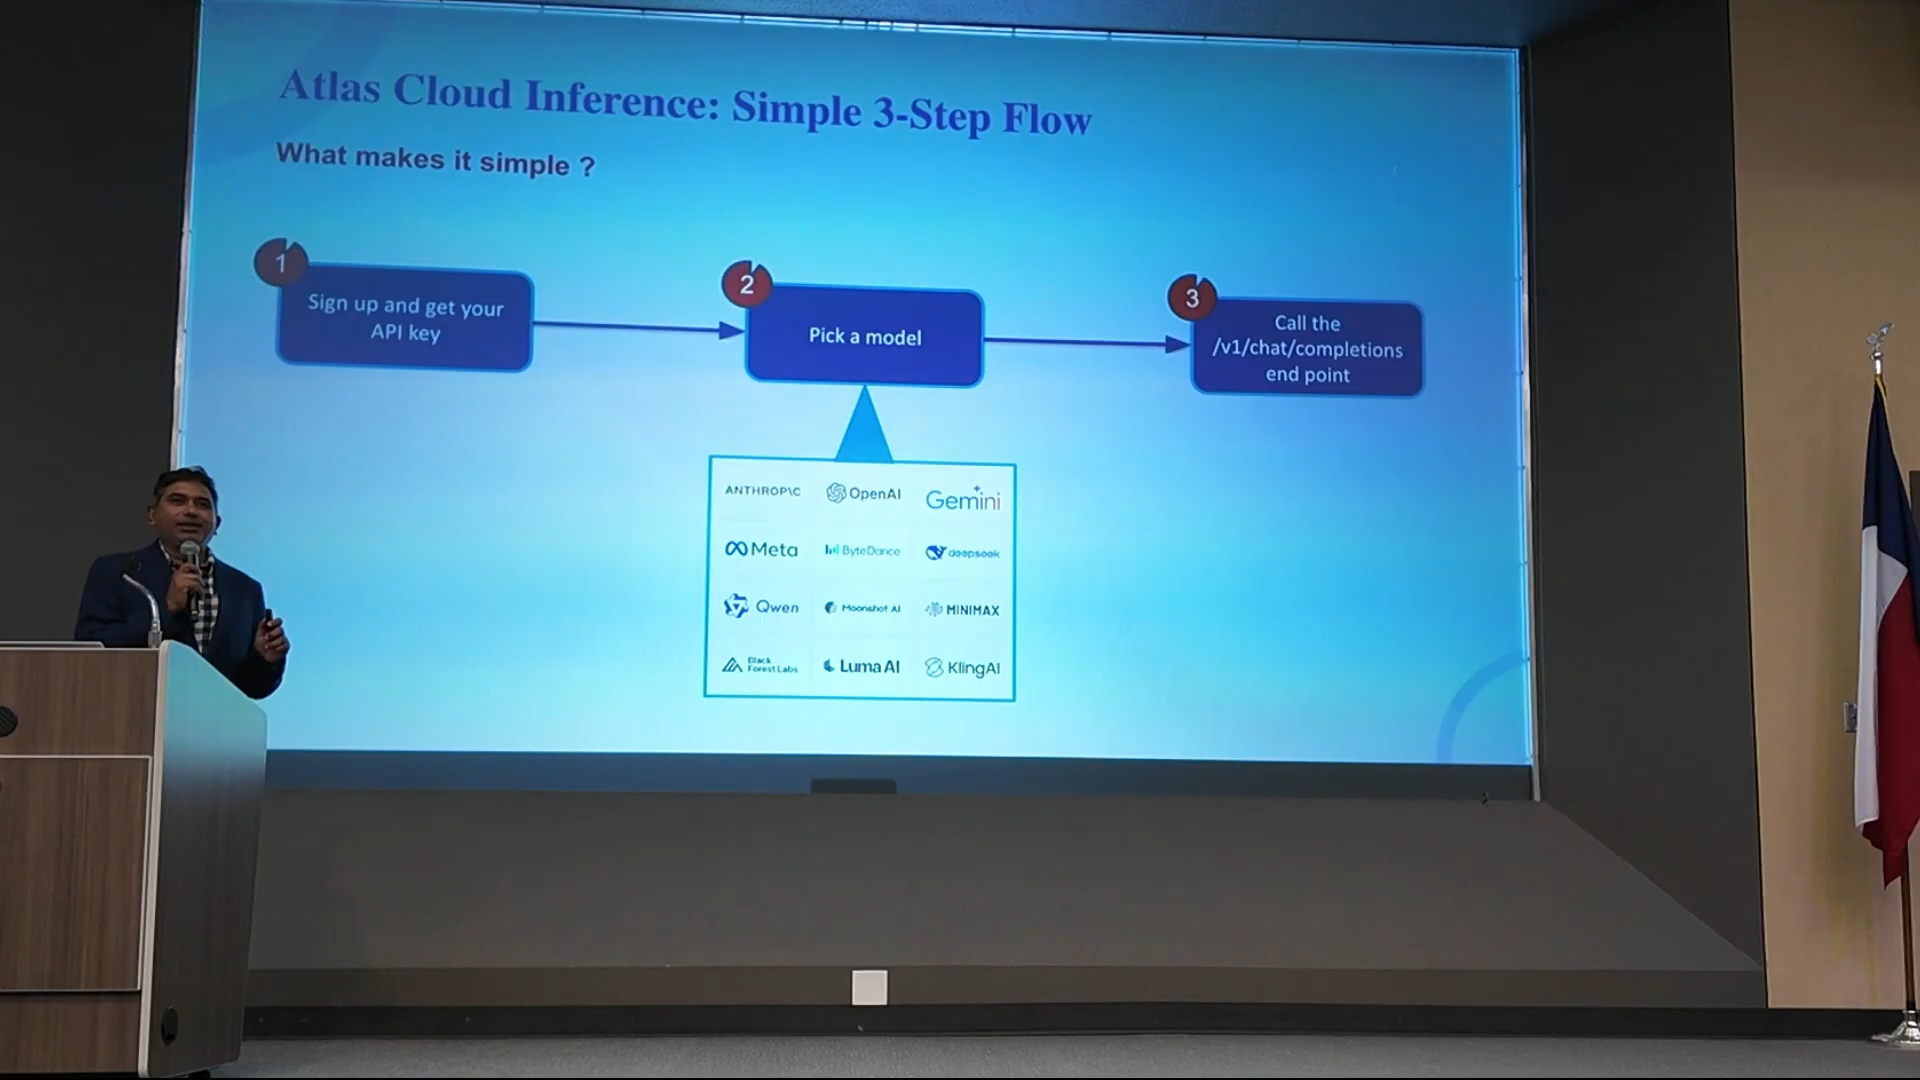 Atlas Cloud Inference: Simple 3-Step Flow
What makes it simple ?
1
Sign up and get your
API key
2
Pick a model
3
Call the
/v1/chat/completions
end point
ANTHROP\C
OpenAI
Gemini
Meta
ByteDance
deepseek
Qwen
Moonshot AI
MINIMAX
Black
Forest Labs
Luma AI
KlingAI